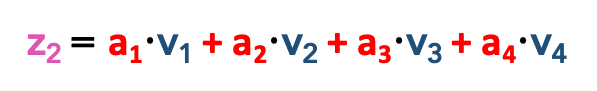 z₂ = a₁·v₁ + a₂·v₂ + a₃·v₃ + a₄·v₄